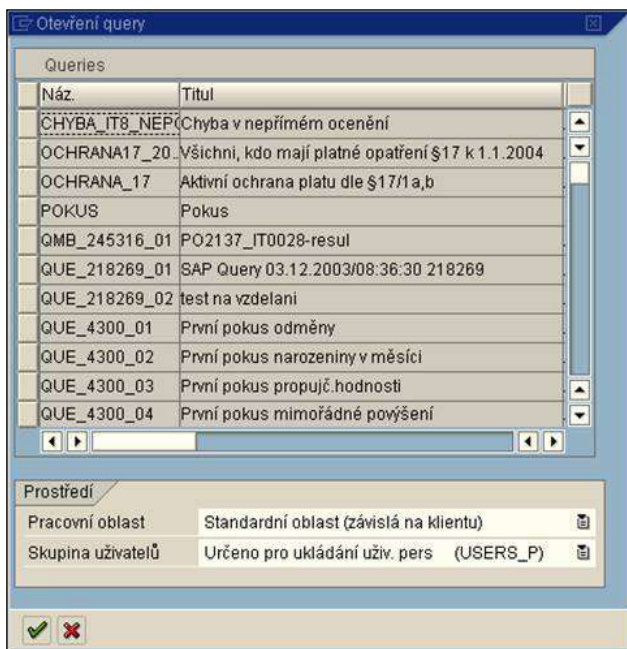 Otevření query
Queries
Náz. Titul
CHYBA_IT8_NEP Chyba v nepřímém ocenění
OCHRANA17_20.. Všichni, kdo mají platné opatření §17 k 1.1.2004
OCHRANA_17 Aktivní ochrana platu dle §17/1a,b
POKUS Pokus
QMB_245316_01 PO2137_IT0028-resul
QUE_218269_01 SAP Query 03.12.2003/08:36:30 218269
QUE_218269_02 test na vzdelani
QUE_4300_01 První pokus odměny
QUE_4300_02 První pokus narozeniny v měsíci
QUE_4300_03 První pokus propujč.hodnosti
QUE_4300_04 První pokus mimořádné povýšení
Prostředí
Pracovní oblast Standardní oblast (závislá na klientu)
Skupina uživatelů Určeno pro ukládání uživ. pers (USERS_P)